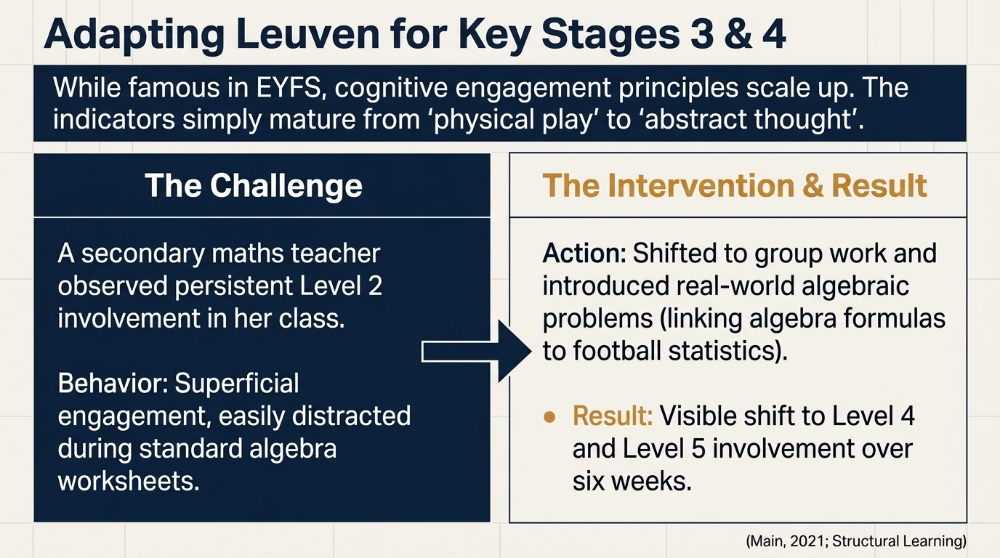 Adapting Leuven for Key Stages 3 & 4
While famous in EYFS, cognitive engagement principles scale up. The
indicators simply mature from ‘physical play’ to ‘abstract thought’.
The Challenge
A secondary maths teacher
observed persistent Level 2
involvement in her class.
Behavior: Superficial
engagement, easily distracted
during standard algebra
worksheets.
The Intervention & Result
Action: Shifted to group work and
introduced real-world algebraic
problems (linking algebra formulas
to football statistics).
• Result: Visible shift to Level 4
and Level 5 involvement over
six weeks.
(Main, 2021; Structural Learning)